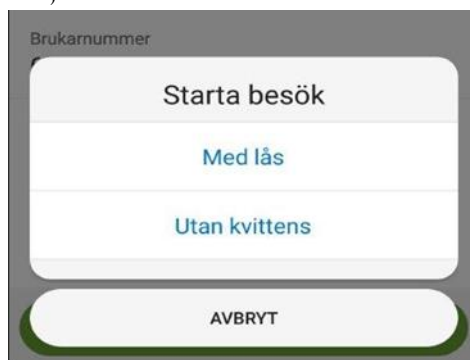 Brukarnummer
Starta besök
Med lås
Utan kvittens
AVBRYT